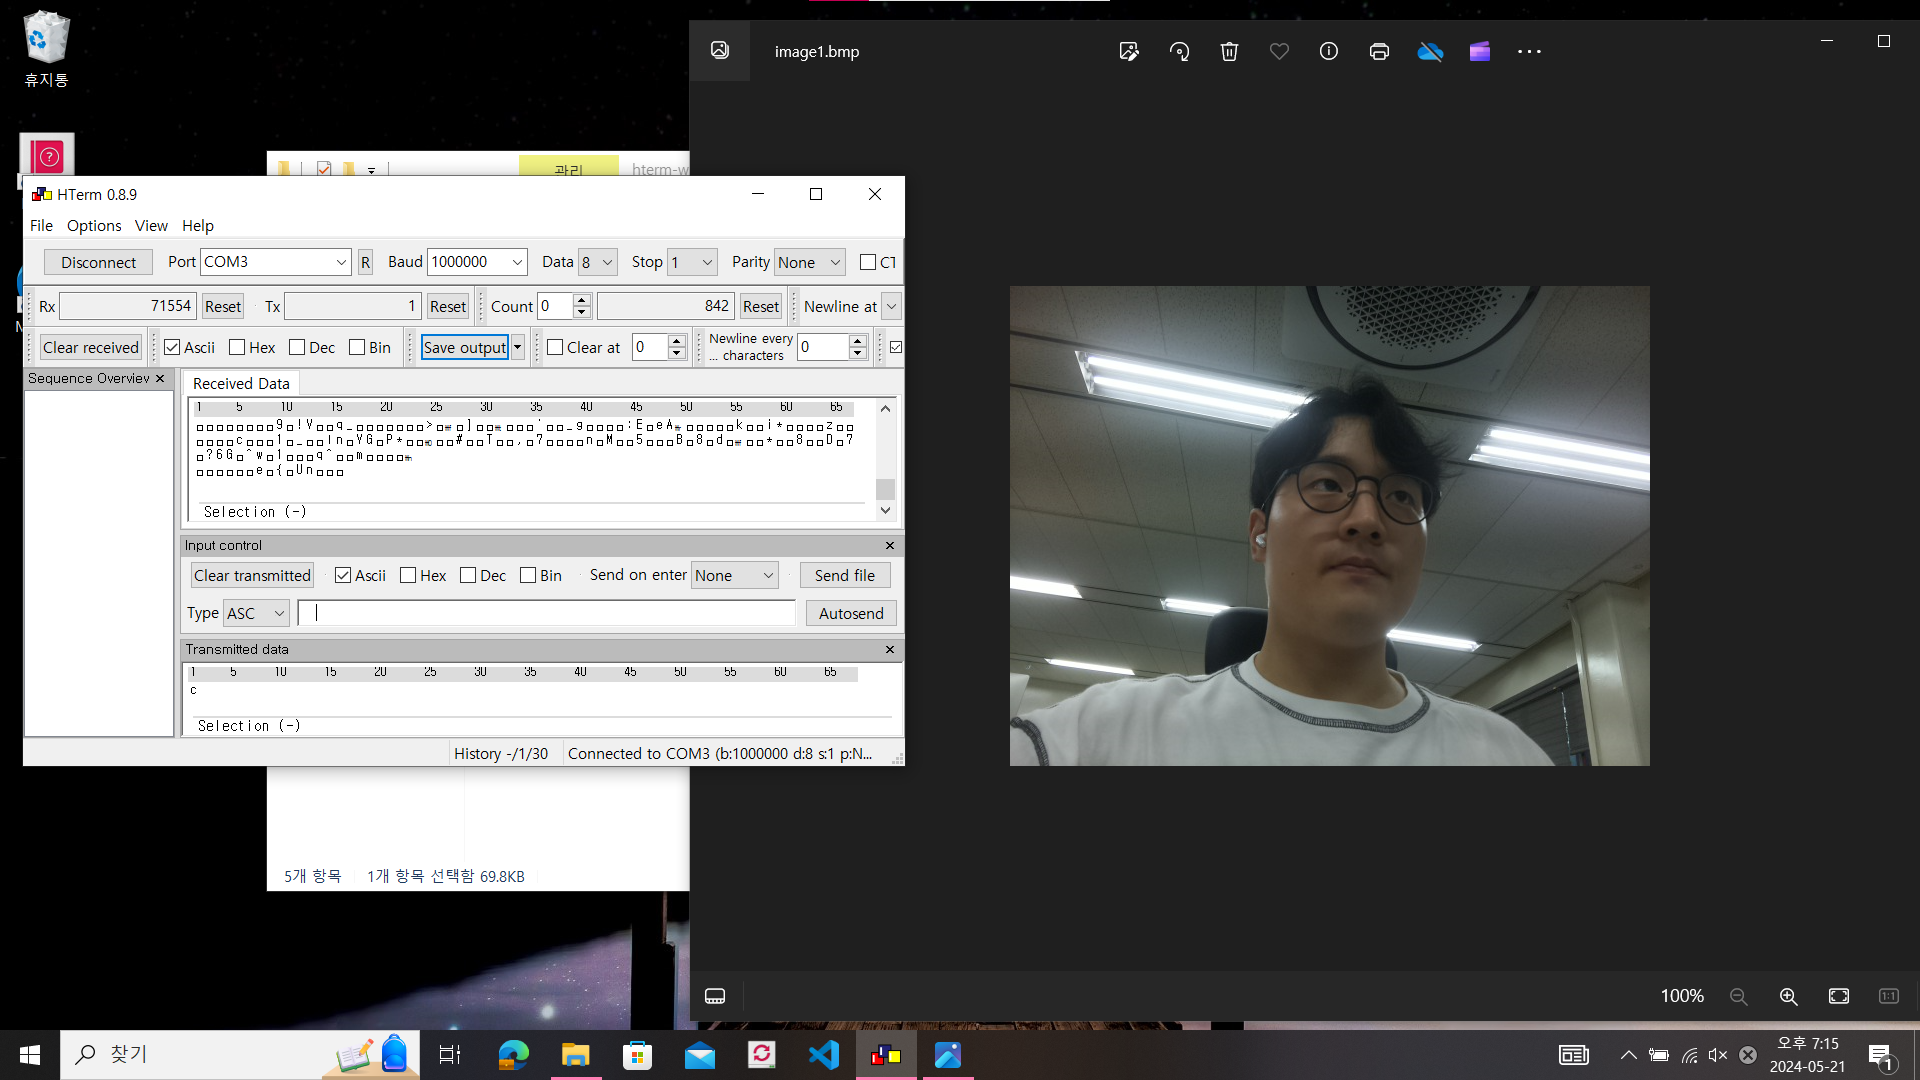 휴지통
image1.bmp
관리
hterm-w
HTerm 0.8.9
File Options View Help
Disconnect Port COM3 R Baud 1000000 Data 8 Stop 1 Parity None CT
Rx 71554 Reset Tx 1 Reset Count 0 842 Reset Newline at
Clear received Ascii Hex Dec Bin Save output Clear at 0 Newline every ... characters 0
Sequence Overview
Received Data
1 5 10 15 20 25 30 35 40 45 50 55 60 65
Selection (-)
Input control
Clear transmitted Ascii Hex Dec Bin Send on enter None Send file
Type ASC Autosend
Transmitted data
1 5 10 15 20 25 30 35 40 45 50 55 60 65
c
Selection (-)
History -/1/30 Connected to COM3 (b:1000000 d:8 s:1 p:N...
5개 항목 1개 항목 선택함 69.8KB
100%
1:1
찾기
오후 7:15
2024-05-21
1